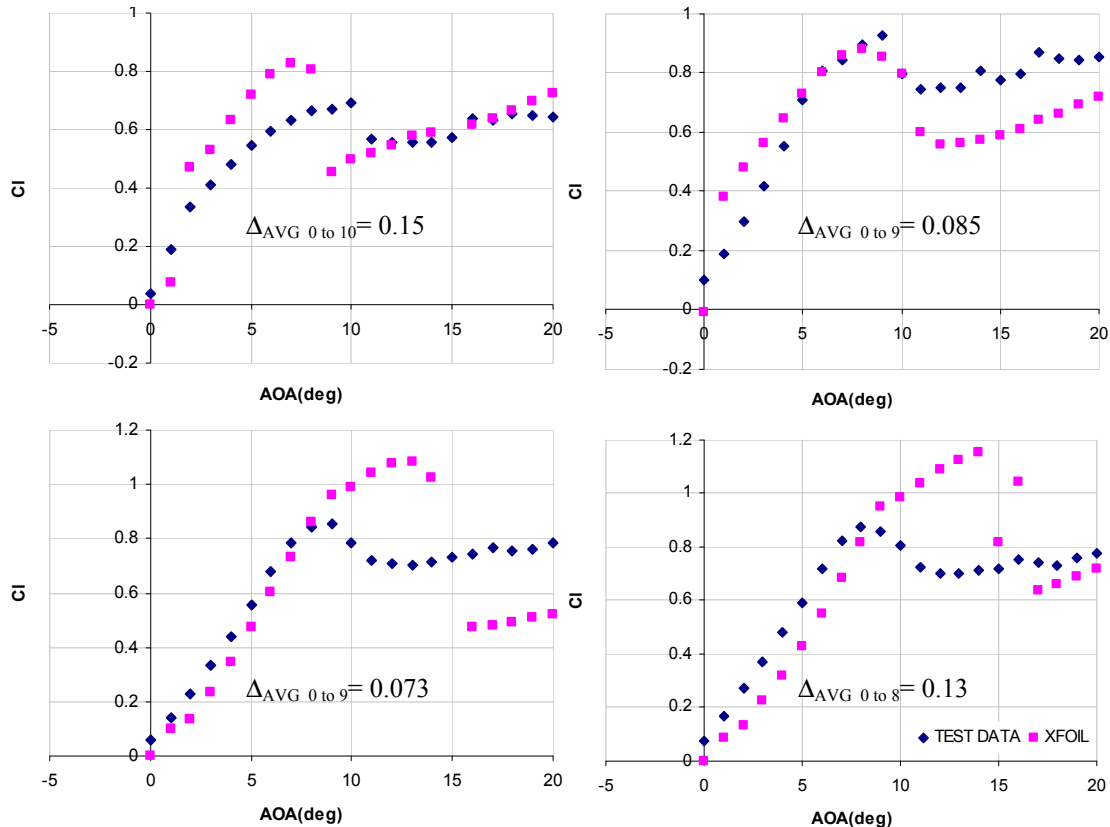 1
0.8
0.6
0.4
0.2
0
-0.2
-5 0 5 10 15 20
Cl
AOA(deg)
ΔAVG 0 to 10= 0.15
1
0.8
0.6
0.4
0.2
0
-0.2
-5 0 5 10 15 20
Cl
AOA(deg)
ΔAVG 0 to 9= 0.085
1.2
1
0.8
0.6
0.4
0.2
0
-5 0 5 10 15 20
Cl
AOA(deg)
ΔAVG 0 to 9= 0.073
1.2
1
0.8
0.6
0.4
0.2
0
-5 0 5 10 15 20
Cl
AOA(deg)
ΔAVG 0 to 8= 0.13
TEST DATA XFOIL